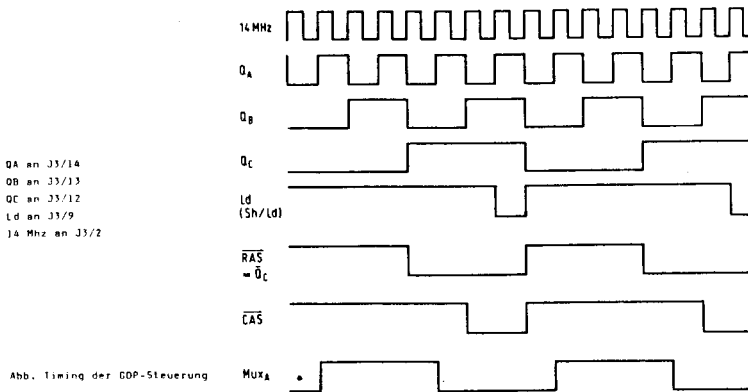 14 MHz
QA
QB
QC
Ld
(Sh/Ld)
RAS
= Q̄C
CAS
MuxA
QA an J3/14
QB an J3/13
QC an J3/12
Ld an J3/9
14 Mhz an J3/2
Abb. Timing der GDP-Steuerung